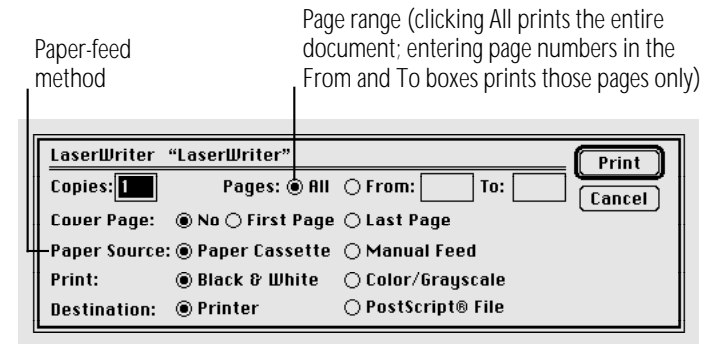 Page range (clicking All prints the entire
document; entering page numbers in the
From and To boxes prints those pages only)
Paper-feed
method
LaserWriter "LaserWriter" Print
Copies: 1 Pages: All From: To: Cancel
Cover Page: No First Page Last Page
Paper Source: Paper Cassette Manual Feed
Print: Black & White Color/Grayscale
Destination: Printer PostScript® File